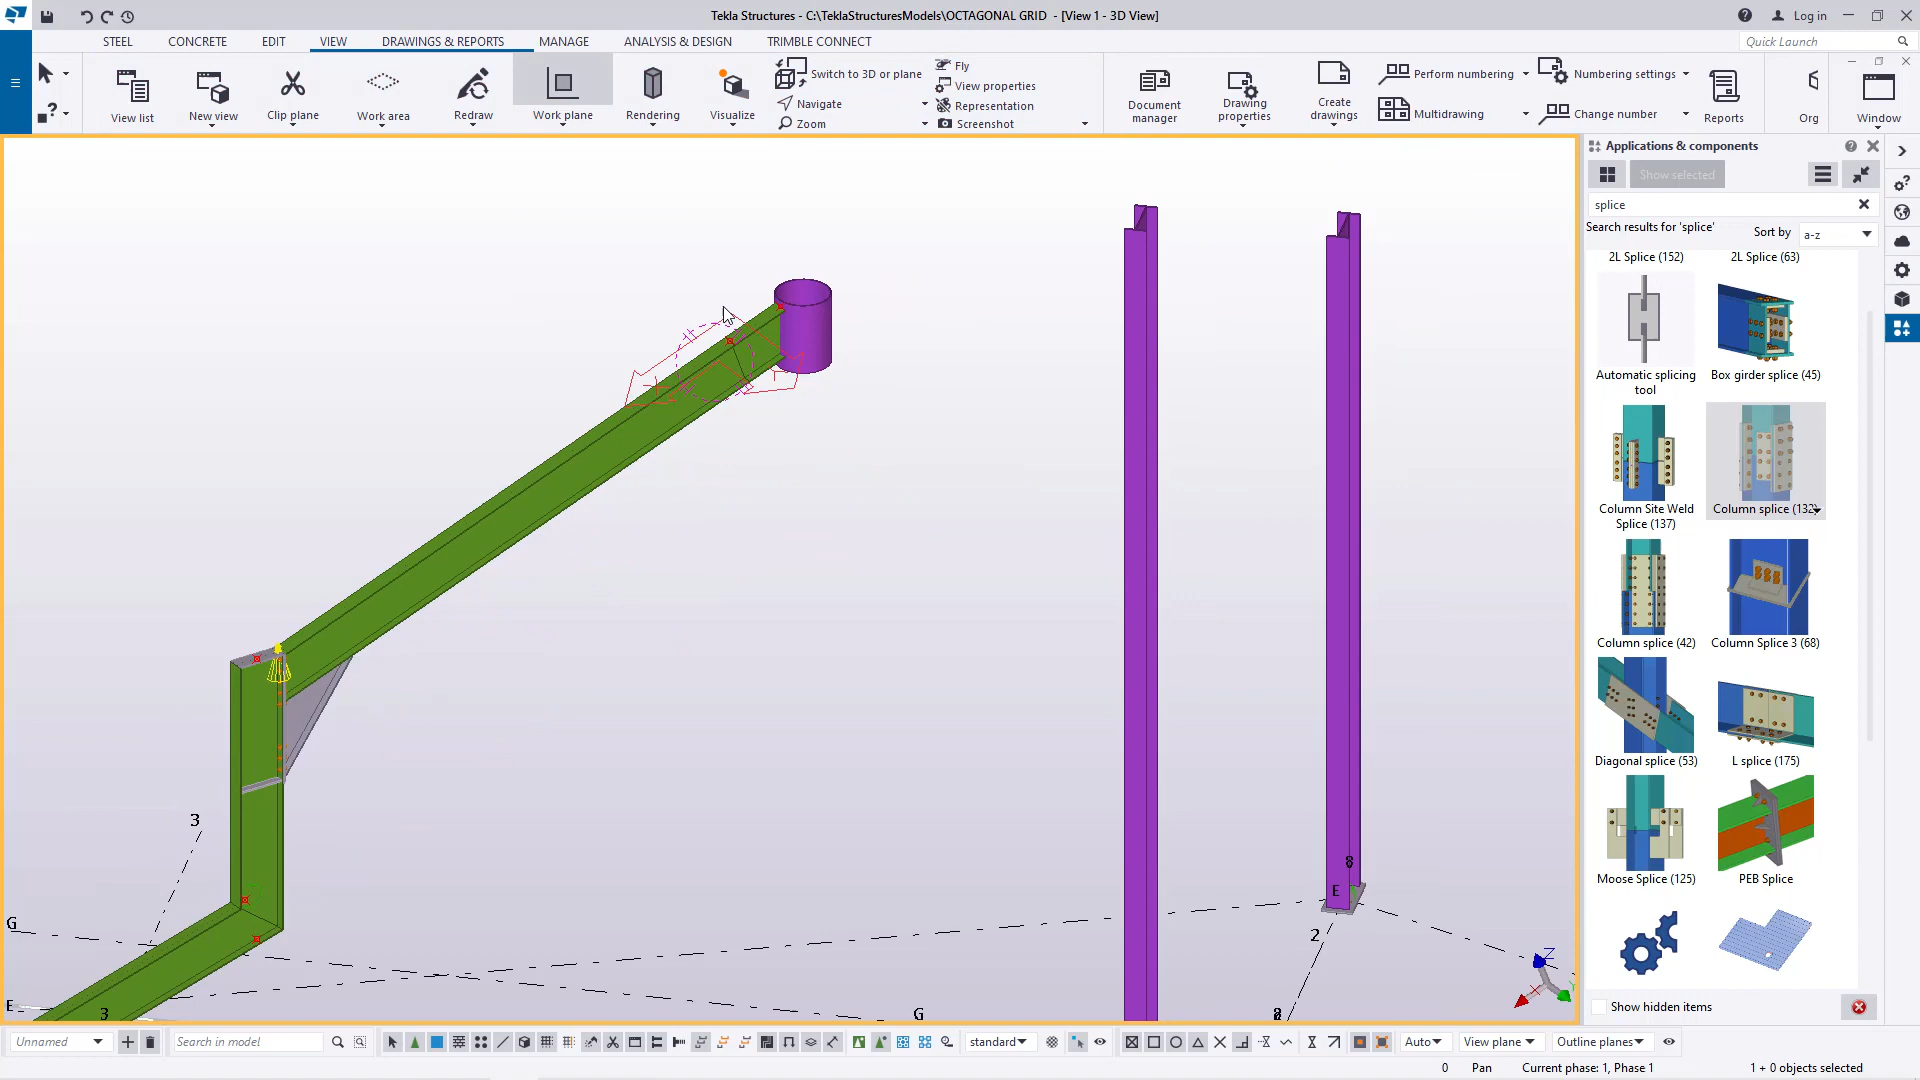 Tekla Structures - C:\TeklaStructuresModels\OCTAGONAL GRID - [View 1 - 3D View]
Log in
STEEL
CONCRETE
EDIT
VIEW
DRAWINGS & REPORTS
MANAGE
ANALYSIS & DESIGN
TRIMBLE CONNECT
Quick Launch
View list
New view
Clip plane
Work area
Redraw
Work plane
Rendering
Visualize
Switch to 3D or plane
Navigate
Zoom
Fly
View properties
Representation
Screenshot
Document manager
Drawing properties
Create drawings
Perform numbering
Multidrawing
Numbering settings
Change number
Reports
Org
Window
Applications & components
Show selected
splice
Search results for 'splice'
Sort by
a-z
2L Splice (152)
2L Splice (63)
Automatic splicing tool
Box girder splice (45)
Column Site Weld Splice (137)
Column splice (132
Column splice (42)
Column Splice 3 (68)
Diagonal splice (53)
L splice (175)
Moose Splice (125)
PEB Splice
Show hidden items
3
G
E
3
G
8
E
2
8
Z
X
Unnamed
Search in model
standard
Auto
View plane
Outline planes
0
Pan
Current phase: 1, Phase 1
1 + 0 objects selected